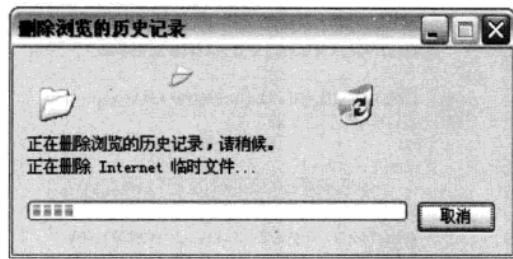 删除浏览的历史记录
正在删除浏览的历史记录，请稍候。
正在删除 Internet 临时文件...
取消